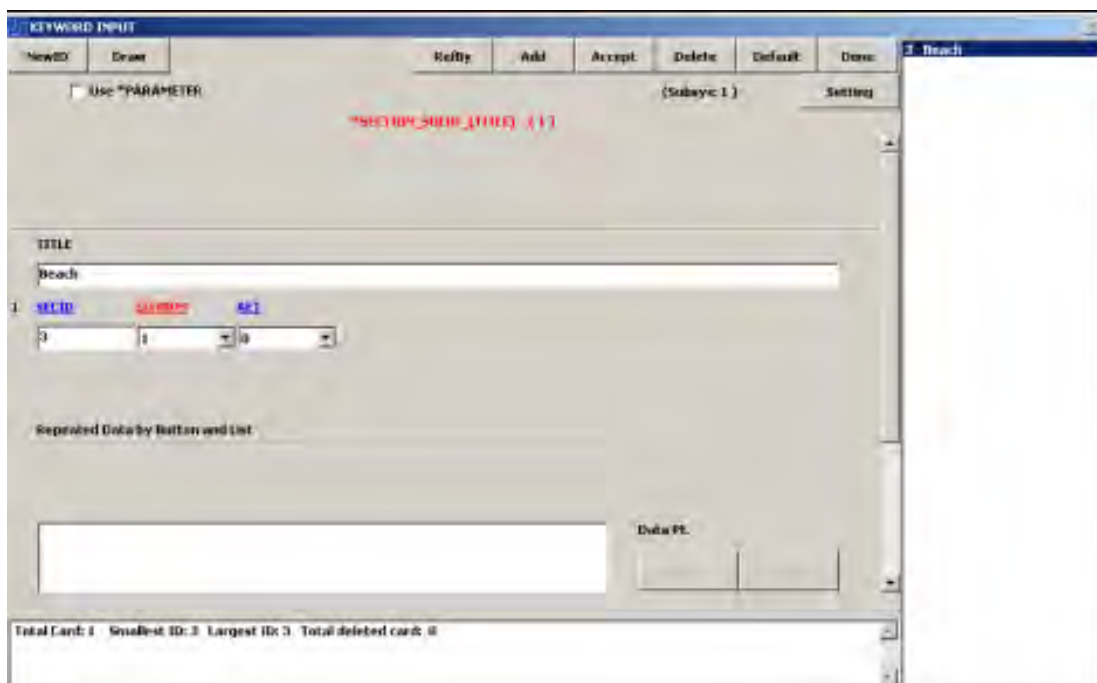 KEYWORD INPUT
NewID Draw RefBy Add Accept Delete Default Done
3 Beach
Use *PARAMETER (Subsys: 1 ) Setting
*SECTION_SOLID_(TITLE) (1)
TITLE
Beach
1 SECID ELFORM AET
3 1 0
Repeated Data by Button and List
Data Pt.
Total Card: 1 Smallest ID: 3 Largest ID: 3 Total deleted card: 0